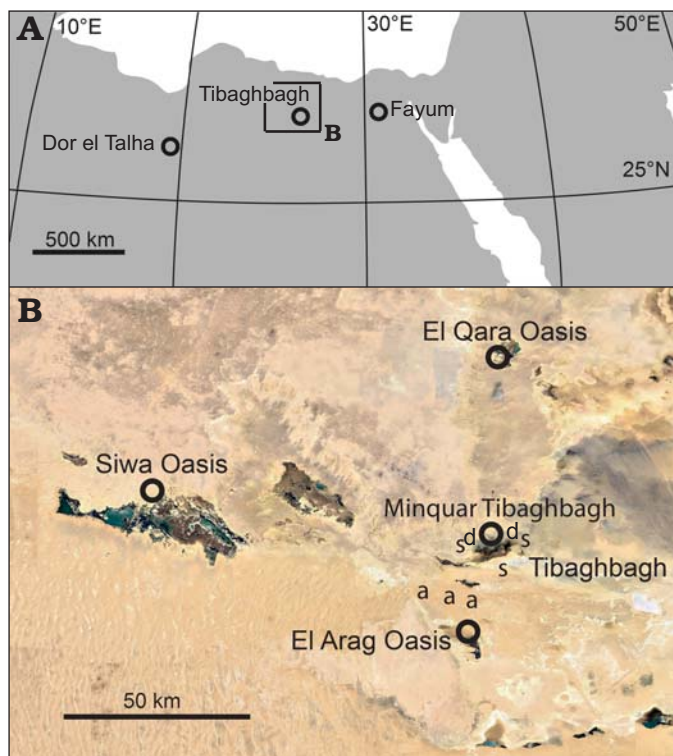 A
10°E
30°E
50°E
Tibaghbagh
Fayum
B
Dor el Talha
25°N
500 km
B
El Qara Oasis
Siwa Oasis
Minquar Tibaghbagh
d d
s s
s
Tibaghbagh
a a a
El Arag Oasis
50 km